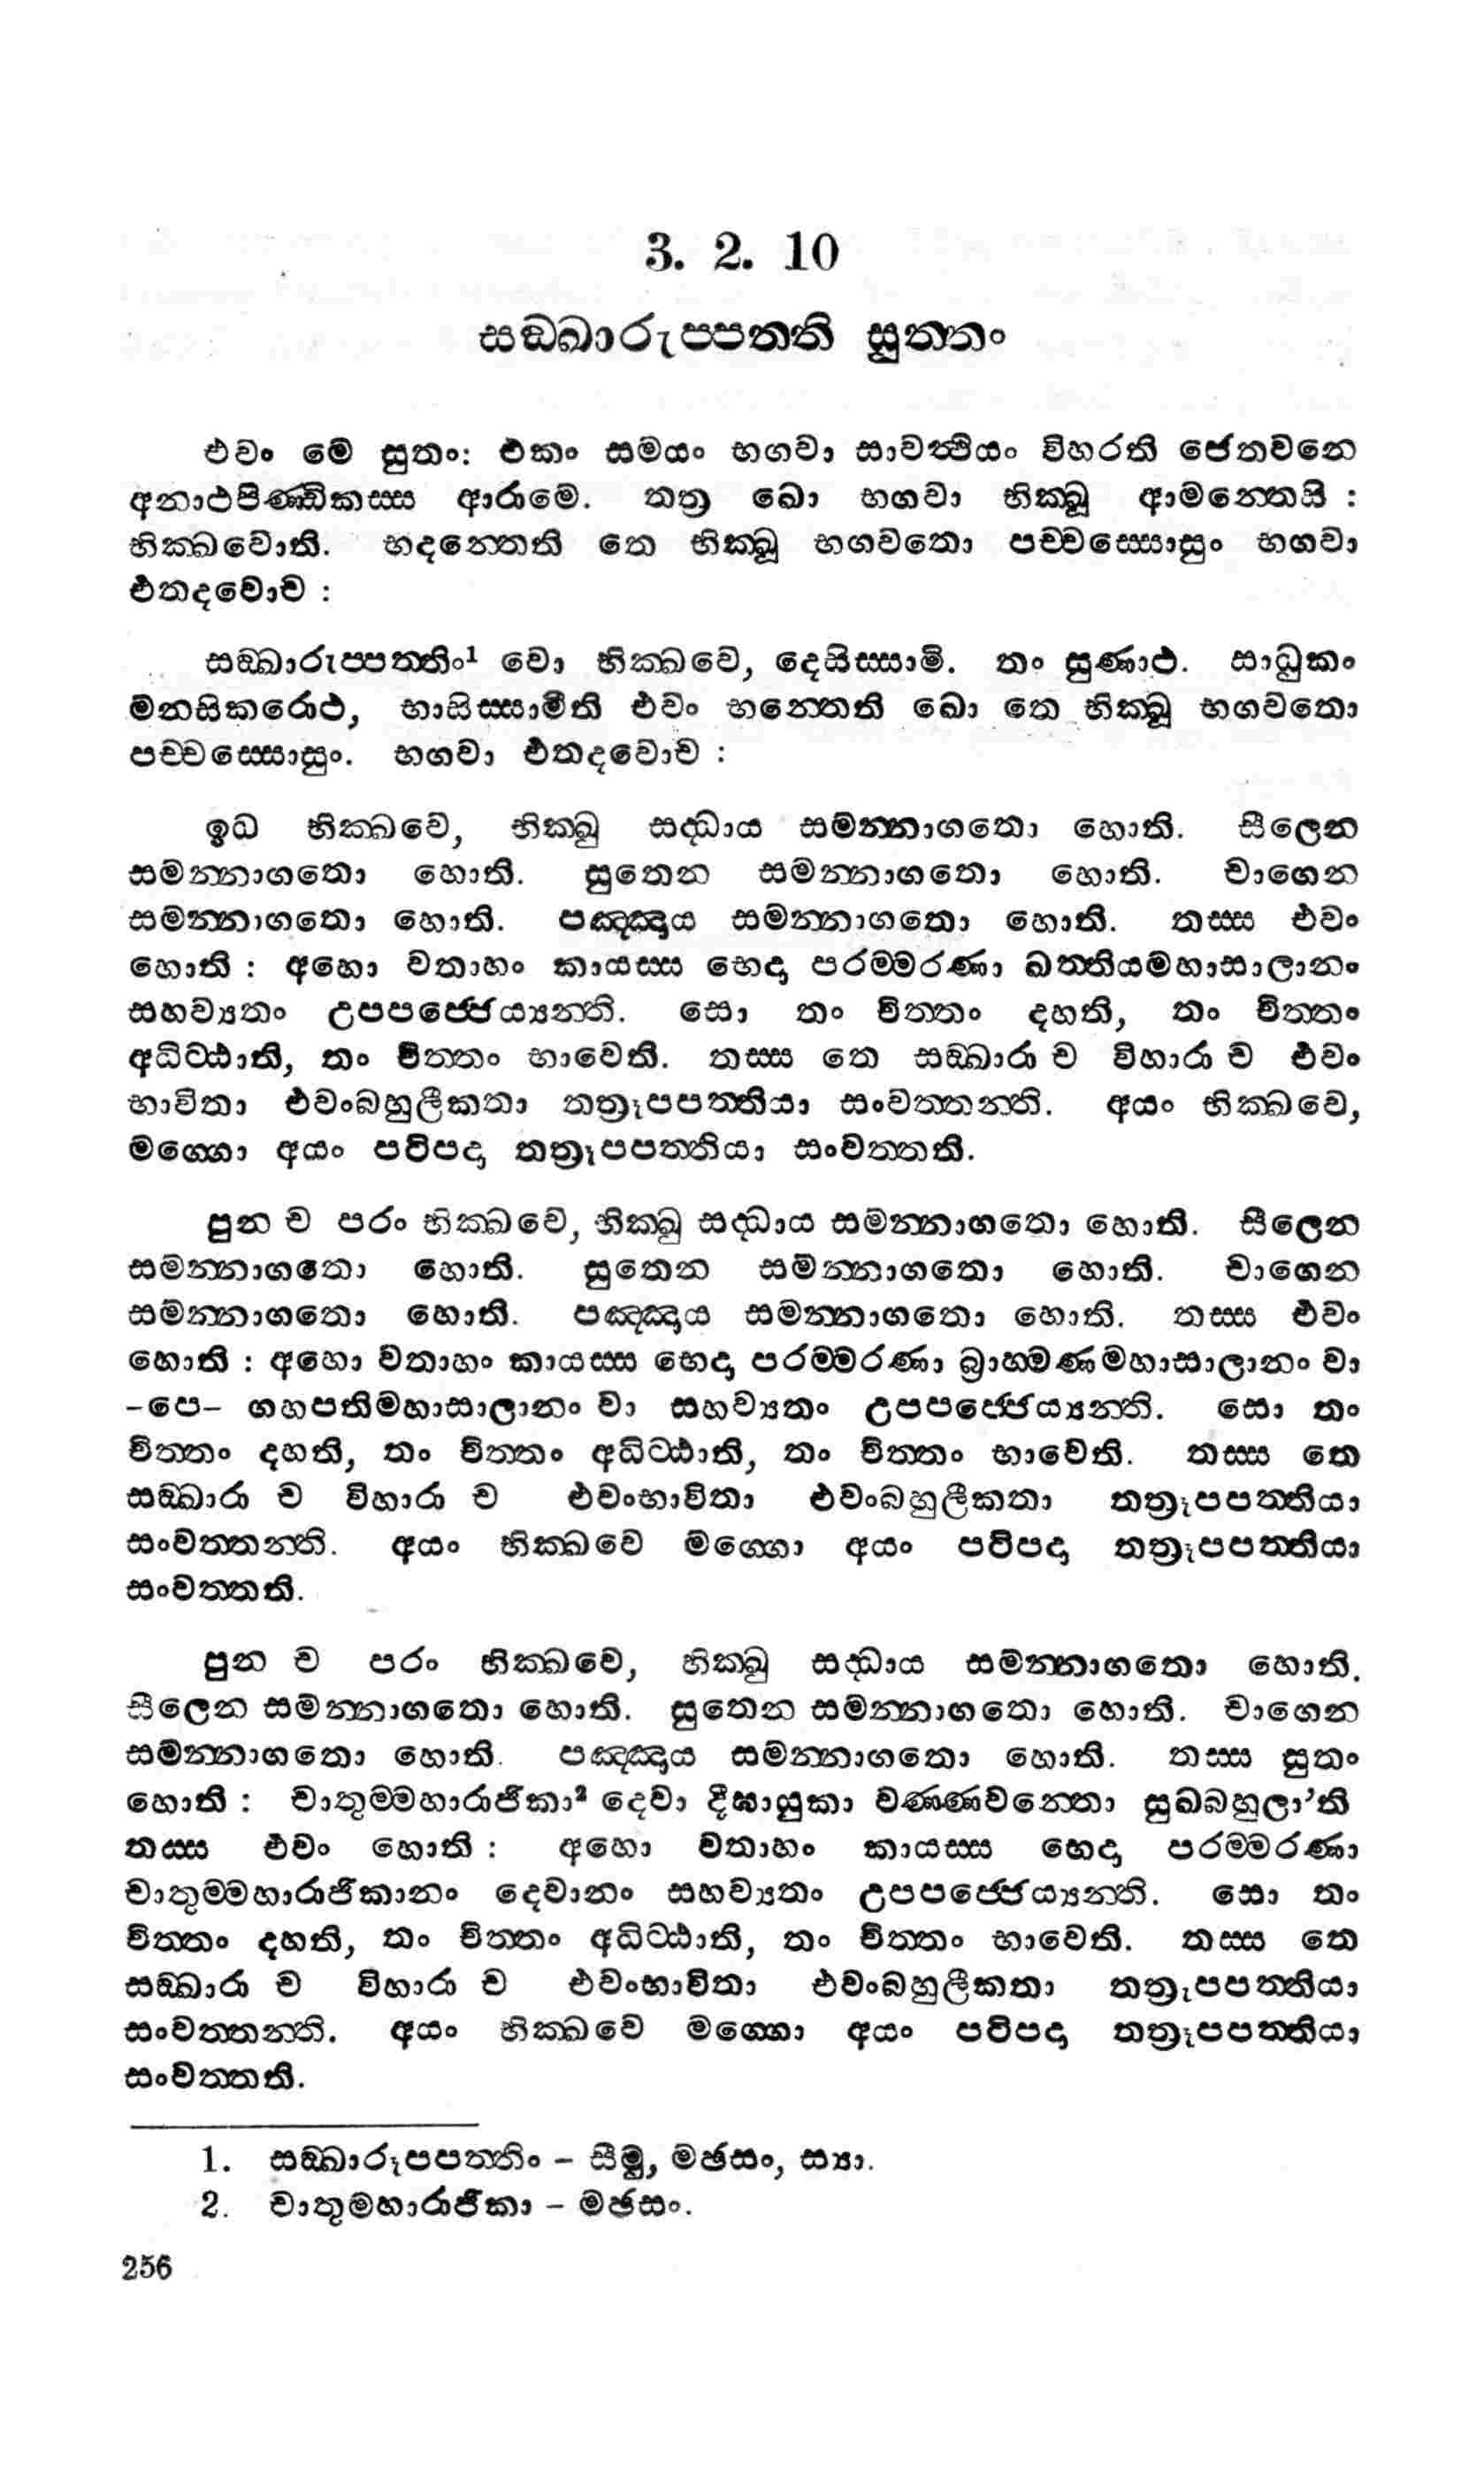 3. 2. 10
සඞ්ඛාරුප්පතති සුත්තං
එවං මෙ සුතං: එකං සමයං භගවා සාවත්ථියං විහරති ජෙතවනෙ
අනාථපිණ්ඩිකස්ස ආරාමෙ. තත්‍ර ඛො භගවා භික්ඛූ ආමන්තෙයි :
භික්ඛවොති. භදන්තෙති තෙ භික්ඛූ භගවතො පච්චස්සොසුං භගවා
එතදවොච :
සඞ්ඛාරුප්පත්තිං¹ වො භික්ඛවෙ, දෙයිස්සාමි. තං සුණාථ. සාධුකං
මනසිකරොථ, භාසිස්සාමීති එවං භන්තෙති ඛො තෙ භික්ඛූ භගවතො
පච්චස්සොසුං. භගවා එතදවොච :
ඉධ භික්ඛවෙ, භික්ඛු සද්ධාය සමන්නාගතො හොති. සීලෙන
සමන්නාගතො හොති. සුතෙන සමන්නාගතො හොති. චාගෙන
සමන්නාගතො හොති. පඤ්ඤාය සමන්නාගතො හොති. තස්ස එවං
හොති : අහො වතාහං කායස්ස භෙදා පරම්මරණා ඛත්තියමහාසාලානං
සහව්‍යතං උපපජ්ජෙය්‍යන්ති. සො තං චිත්තං දහති, තං චිත්තං
අධිට්ඨාති, තං චිත්තං භාවෙති. තස්ස තෙ සඞ්ඛාරා ච විහාරා ච එවං
භාවිතා එවංබහුලීකතා තත්‍රූපපත්තියා සංවත්තන්ති. අයං භික්ඛවෙ,
මග්ගො අයං පටිපදා තත්‍රූපපත්තියා සංවත්තති.
පුන ච පරං භික්ඛවෙ, භික්ඛු සද්ධාය සමන්නාගතො හොති. සීලෙන
සමන්නාගතො හොති. සුතෙන සමන්නාගතො හොති. චාගෙන
සමන්නාගතො හොති. පඤ්ඤාය සමන්නාගතො හොති. තස්ස එවං
හොති : අහො වතාහං කායස්ස භෙදා පරම්මරණා බ්‍රාහ්මණමහාසාලානං වා
-පෙ- ගහපතිමහාසාලානං වා සහව්‍යතං උපපජ්ජෙය්‍යන්ති. සො තං
චිත්තං දහති, තං චිත්තං අධිට්ඨාති, තං චිත්තං භාවෙති. තස්ස තෙ
සඞ්ඛාරා ච විහාරා ච එවංභාවිතා එවංබහුලීකතා තත්‍රූපපත්තියා
සංවත්තන්ති. අයං භික්ඛවෙ මග්ගො අයං පටිපදා තත්‍රූපපත්තියා
සංවත්තති.
පුන ච පරං භික්ඛවෙ, භික්ඛු සද්ධාය සමන්නාගතො හොති.
සීලෙන සමන්නාගතො හොති. සුතෙන සමන්නාගතො හොති. චාගෙන
සමන්නාගතො හොති. පඤ්ඤාය සමන්නාගතො හොති. තස්ස සුතං
හොති : චාතුම්මහාරාජිකා² දෙවා දීඝායුකා වණ්ණවන්තො සුඛබහුලා’ති
තස්ස එවං හොති : අහො වතාහං කායස්ස භෙදා පරම්මරණා
චාතුම්මහාරාජිකානං දෙවානං සහව්‍යතං උපපජ්ජෙය්‍යන්ති. සො තං
චිත්තං දහති, තං චිත්තං අධිට්ඨාති, තං චිත්තං භාවෙති. තස්ස තෙ
සඞ්ඛාරා ච විහාරා ච එවංභාවිතා එවංබහුලීකතා තත්‍රූපපත්තියා
සංවත්තන්ති. අයං භික්ඛවෙ මග්ගො අයං පටිපදා තත්‍රූපපත්තියා
සංවත්තති.
1. සඞ්ඛාරූපපත්තිං – සීමු, මඡසං, ස්‍යා.
2. චාතුමහාරාජිකා – මඡසං.
256